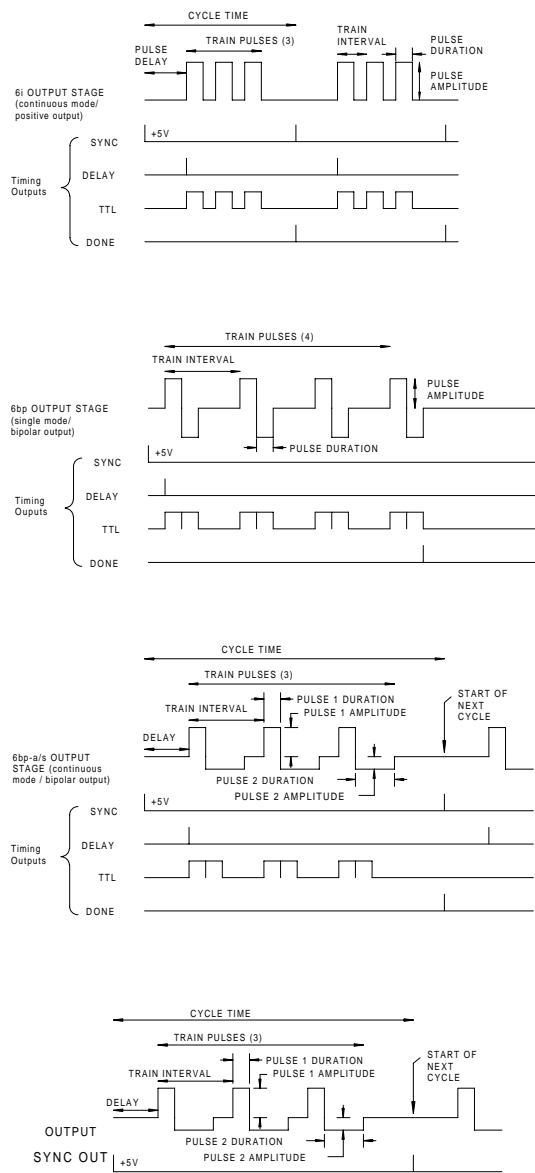 CYCLE TIME
TRAIN PULSES (3)
TRAIN
INTERVAL
PULSE
DURATION
PULSE
DELAY
PULSE
AMPLITUDE
6i OUTPUT STAGE
(continuous mode/
positive output)
+5V
SYNC
DELAY
Timing
Outputs
TTL
DONE
TRAIN PULSES (4)
TRAIN INTERVAL
PULSE
AMPLITUDE
6bp OUTPUT STAGE
(single mode/
bipolar output)
PULSE DURATION
+5V
SYNC
DELAY
Timing
Ouputs
TTL
DONE
CYCLE TIME
TRAIN PULSES (3)
START OF
NEXT
CYCLE
TRAIN INTERVAL
PULSE 1 DURATION
PULSE 1 AMPLITUDE
DELAY
6bp-a/s OUTPUT
STAGE (continuous
mode / bipolar output)
PULSE 2 DURATION
PULSE 2 AMPLITUDE
+5V
SYNC
DELAY
Timing
Outputs
TTL
DONE
CYCLE TIME
TRAIN PULSES (3)
START OF
NEXT
CYCLE
TRAIN INTERVAL
PULSE 1 DURATION
PULSE 1 AMPLITUDE
DELAY
OUTPUT
PULSE 2 DURATION
PULSE 2 AMPLITUDE
SYNC OUT
+5V